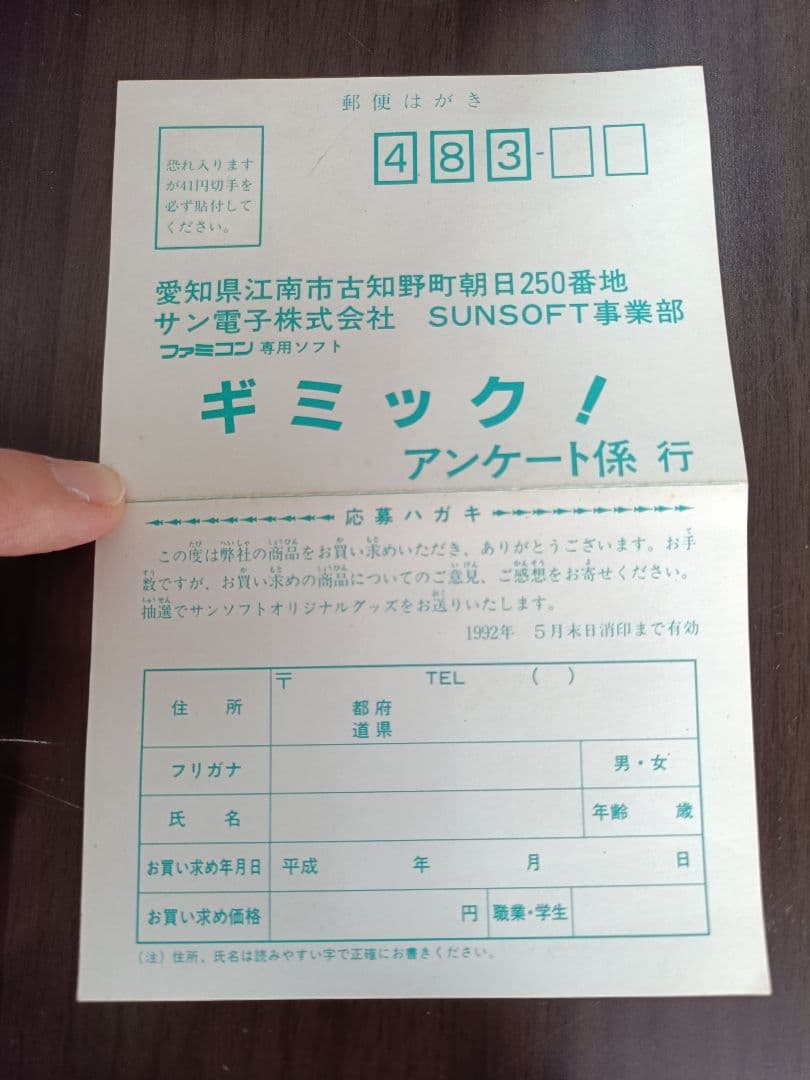 郵便はがき
恐れ入ります
が41円切手を
必ず貼付して
ください。
483-
愛知県江南市古知野町朝日250番地
サン電子株式会社 SUNSOFT事業部
ファミコン専用ソフト
ギミック!
アンケート係 行
応募ハガキ
この度は弊社の商品をお買い求めいただき、ありがとうございます。お手
数ですが、お買い求めの商品についてのご意見、ご感想をお寄せください。
抽選でサンソフトオリジナルグッズをお送りいたします。
1992年 5月末日消印まで有効
住 所 〒 TEL ( )
都府
道県
フリガナ 男・女
氏 名 年齢 歳
お買い求め年月日 平成 年 月 日
お買い求め価格 円 職業・学生
(注) 住所、氏名は読みやすい字で正確にお書きください。